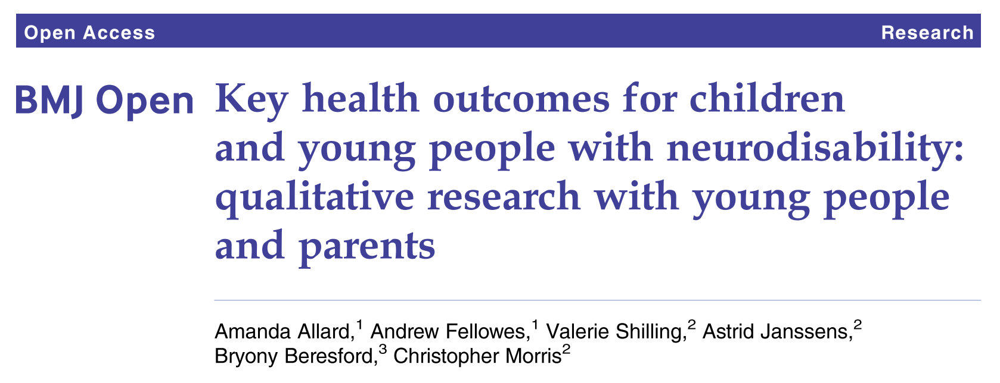 Open Access
Research
BMJ Open
Key health outcomes for children
and young people with neurodisability:
qualitative research with young people
and parents
Amanda Allard,¹ Andrew Fellowes,¹ Valerie Shilling,² Astrid Janssens,²
Bryony Beresford,³ Christopher Morris²